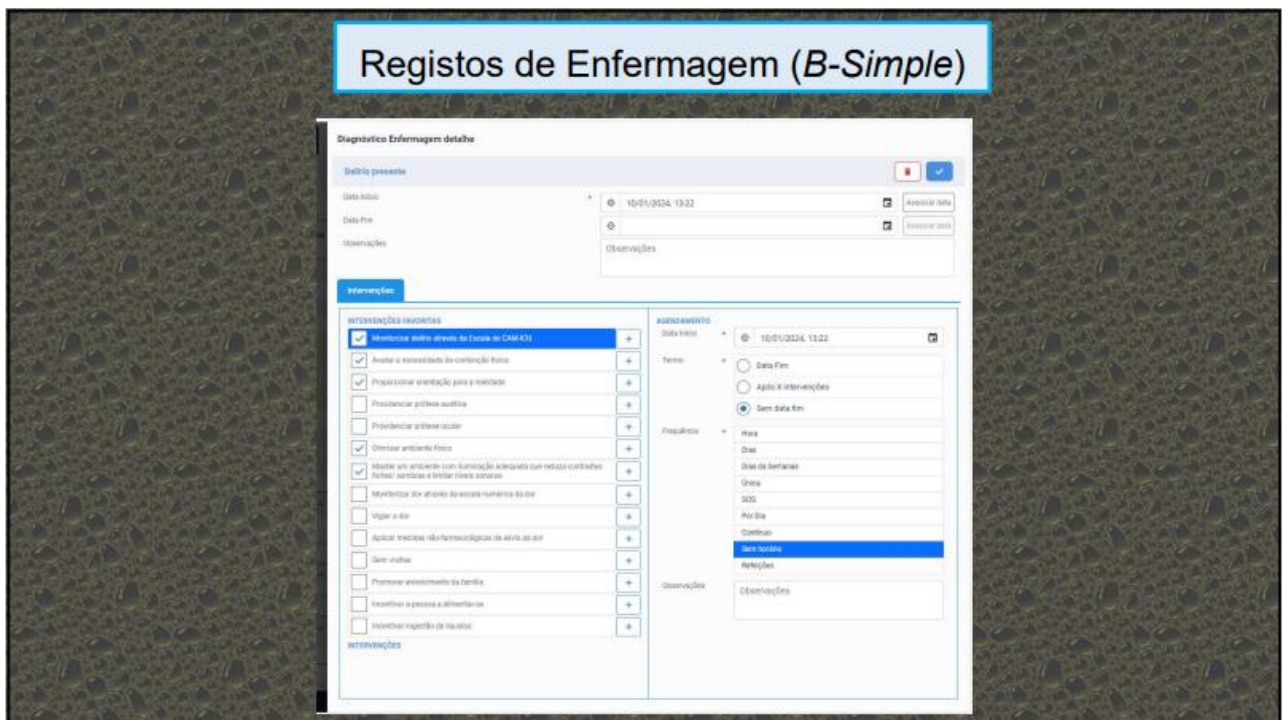 Registos de Enfermagem (B-Simple)
Diagnóstico Enfermagem detalhe
Delírio presente
Data Início *
10/01/2024, 13:22
Associar data
Data Fim
Associar data
Observações
Observações
Intervenções
INTERVENÇÕES FAVORITAS
Monitorizar delírio através da Escala de CAM-ICU
+
Avaliar a necessidade de contenção física
+
Proporcionar orientação para a realidade
+
Providenciar prótese auditiva
+
Providenciar prótese ocular
+
Otimizar ambiente físico
+
Manter um ambiente com iluminação adequada que reduza contrastes
fortes/ sombras e limitar níveis sonoros
+
Monitorizar dor através da escala numérica da dor
+
Vigiar a dor
+
Aplicar medidas não-farmacológicas de alívio da dor
+
Sem visitas
+
Promover envolvimento da família
+
Incentivar a pessoa a alimentar-se
+
Incentivar ingestão de líquidos
+
INTERVENÇÕES
AGENDAMENTO
Data Início *
10/01/2024, 13:22
Termo *
Data Fim
Após X intervenções
Sem data fim
Frequência *
Hora
Dias
Dias da Semanas
Única
SOS
Por Dia
Contínuo
Sem horário
Refeições
Observações
Observações